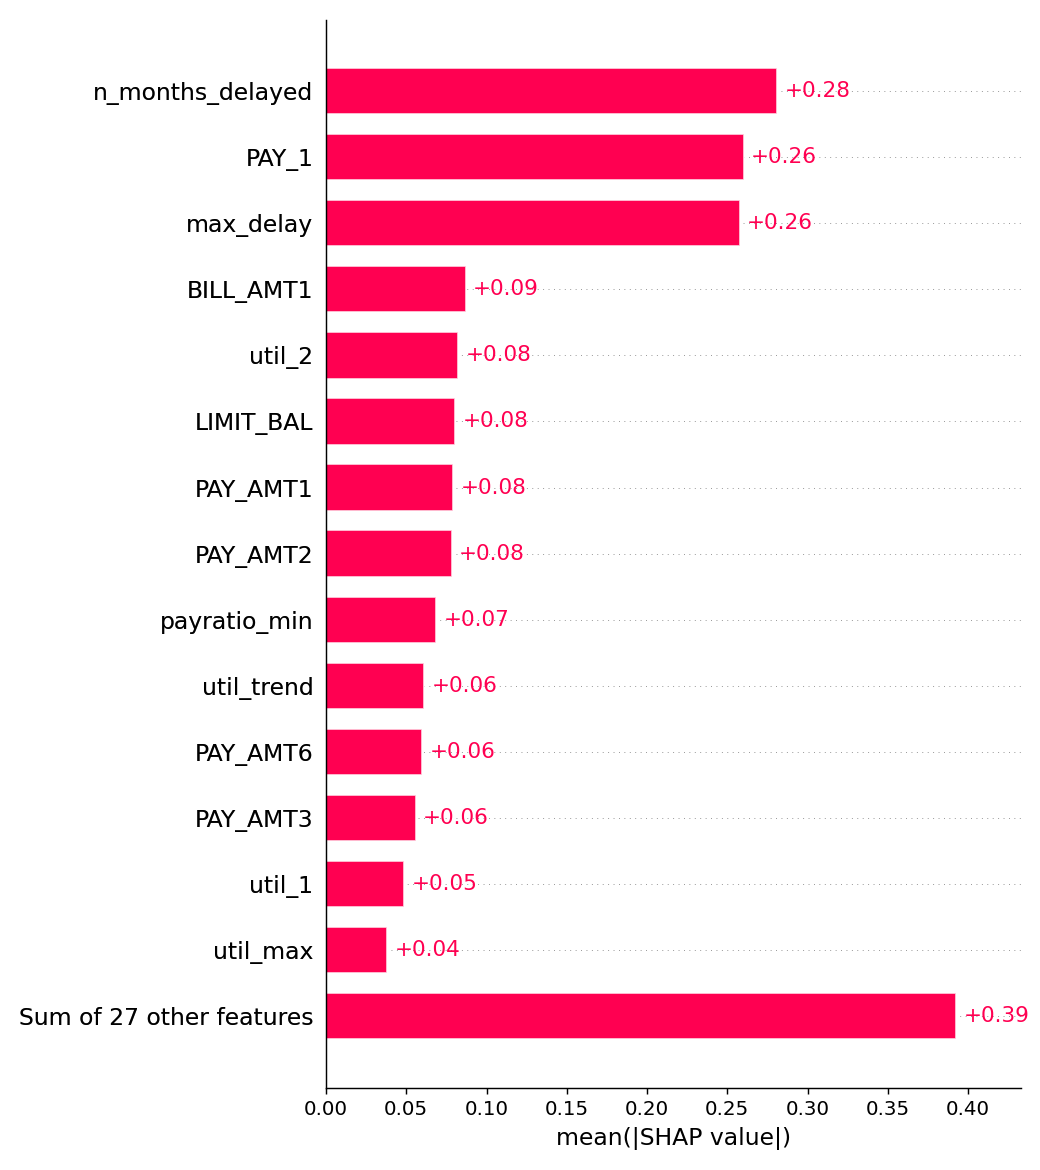 n_months_delayed +0.28
PAY_1 +0.26
max_delay +0.26
BILL_AMT1 +0.09
util_2 +0.08
LIMIT_BAL +0.08
PAY_AMT1 +0.08
PAY_AMT2 +0.08
payratio_min +0.07
util_trend +0.06
PAY_AMT6 +0.06
PAY_AMT3 +0.06
util_1 +0.05
util_max +0.04
Sum of 27 other features +0.39
0.00 0.05 0.10 0.15 0.20 0.25 0.30 0.35 0.40
mean(|SHAP value|)